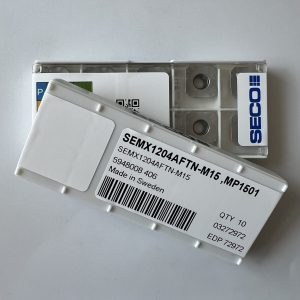 SECO
SEMX1204AFTN-M15 ,MP1501
SEMX1204AFTN-M15
5948008 406
Made in Sweden
QTY 10
03272972
EDP 72972
P